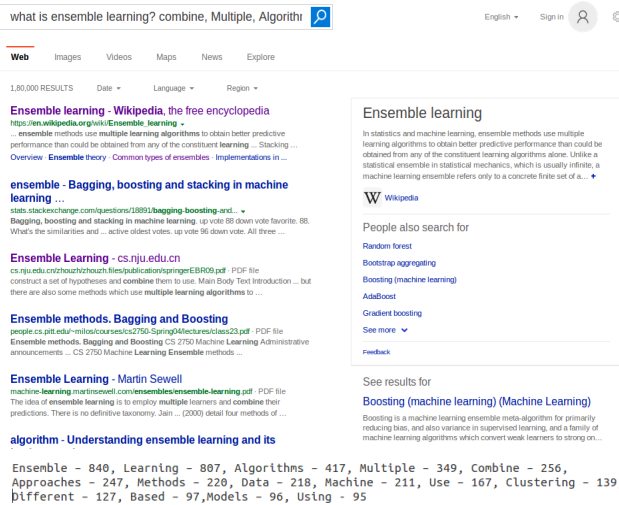 what is ensemble learning? combine, Multiple, Algorithm
English
Sign in
Web Images Videos Maps News Explore
1,80,000 RESULTS Date Language Region
Ensemble learning - Wikipedia, the free encyclopedia
https://en.wikipedia.org/wiki/Ensemble_learning
... ensemble methods use multiple learning algorithms to obtain better predictive
performance than could be obtained from any of the constituent learning ... Stacking ...
Overview · Ensemble theory · Common types of ensembles · Implementations in ...
ensemble - Bagging, boosting and stacking in machine
learning ...
stats.stackexchange.com/questions/18891/bagging-boosting-and...
Bagging, boosting and stacking in machine learning. up vote 88 down vote favorite. 88.
What's the similarities and ... active oldest votes. up vote 96 down vote. All three ...
Ensemble Learning - cs.nju.edu.cn
cs.nju.edu.cn/zhouzh/zhouzh.files/publication/springerEBR09.pdf · PDF file
construct a set of hypotheses and combine them to use. Main Body Text Introduction ... but
there are also some methods which use multiple learning algorithms to ...
Ensemble methods. Bagging and Boosting
people.cs.pitt.edu/~milos/courses/cs2750-Spring04/lectures/class23.pdf · PDF file
Ensemble methods. Bagging and Boosting CS 2750 Machine Learning Administrative
announcements ... CS 2750 Machine Learning Ensemble methods ...
Ensemble Learning - Martin Sewell
machine-learning.martinsewell.com/ensembles/ensemble-learning.pdf · PDF file
The idea of ensemble learning is to employ multiple learners and combine their
predictions. There is no definitive taxonomy. Jain ... (2000) detail four methods of ...
algorithm - Understanding ensemble learning and its
Ensemble learning
In statistics and machine learning, ensemble methods use multiple
learning algorithms to obtain better predictive performance than could be
obtained from any of the constituent learning algorithms alone. Unlike a
statistical ensemble in statistical mechanics, which is usually infinite, a
machine learning ensemble refers only to a concrete finite set of a... +
W Wikipedia
People also search for
Random forest
Bootstrap aggregating
Boosting (machine learning)
AdaBoost
Gradient boosting
See more
Feedback
See results for
Boosting (machine learning) (Machine Learning)
Boosting is a machine learning ensemble meta-algorithm for primarily
reducing bias, and also variance in supervised learning, and a family of
machine learning algorithms which convert weak learners to strong on...
Ensemble – 840, Learning – 807, Algorithms – 417, Multiple – 349, Combine – 256,
Approaches – 247, Methods – 220, Data – 218, Machine – 211, Use – 167, Clustering – 139
Different – 127, Based – 97,Models – 96, Using – 95